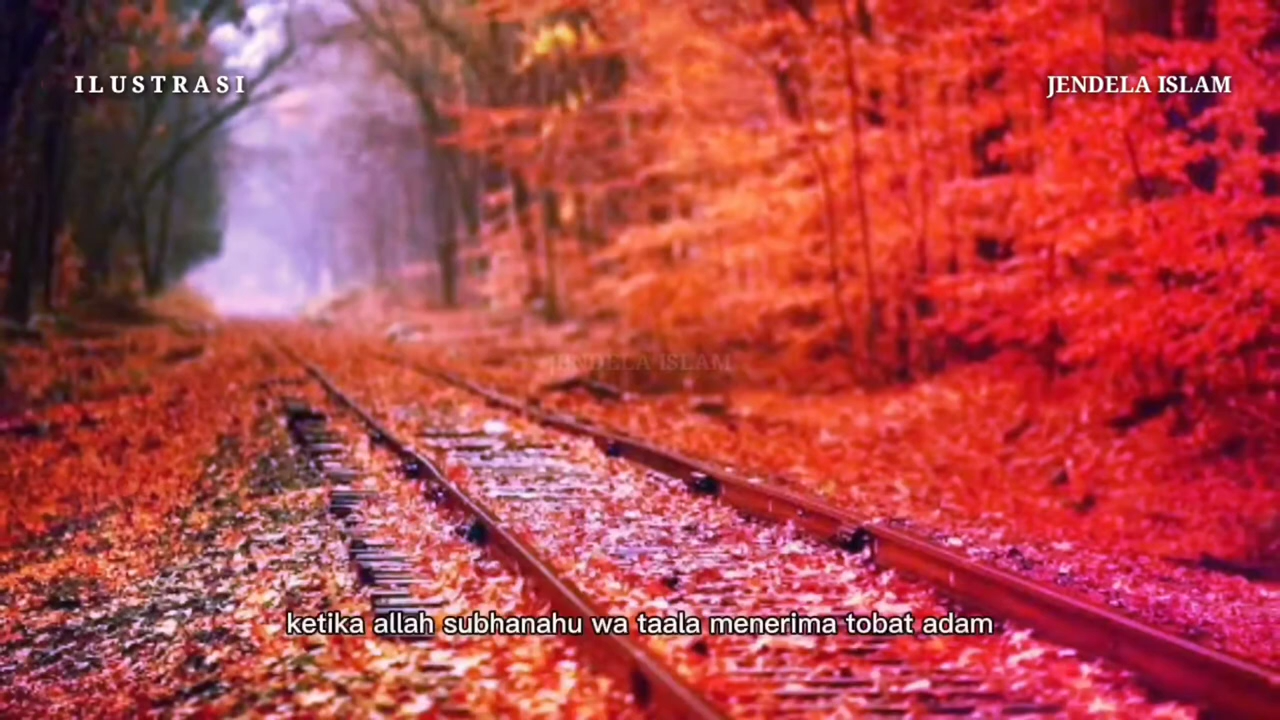 ILUSTRASI
JENDELA ISLAM
JENDELA ISLAM
ketika allah subhanahu wa taala menerima tobat adam